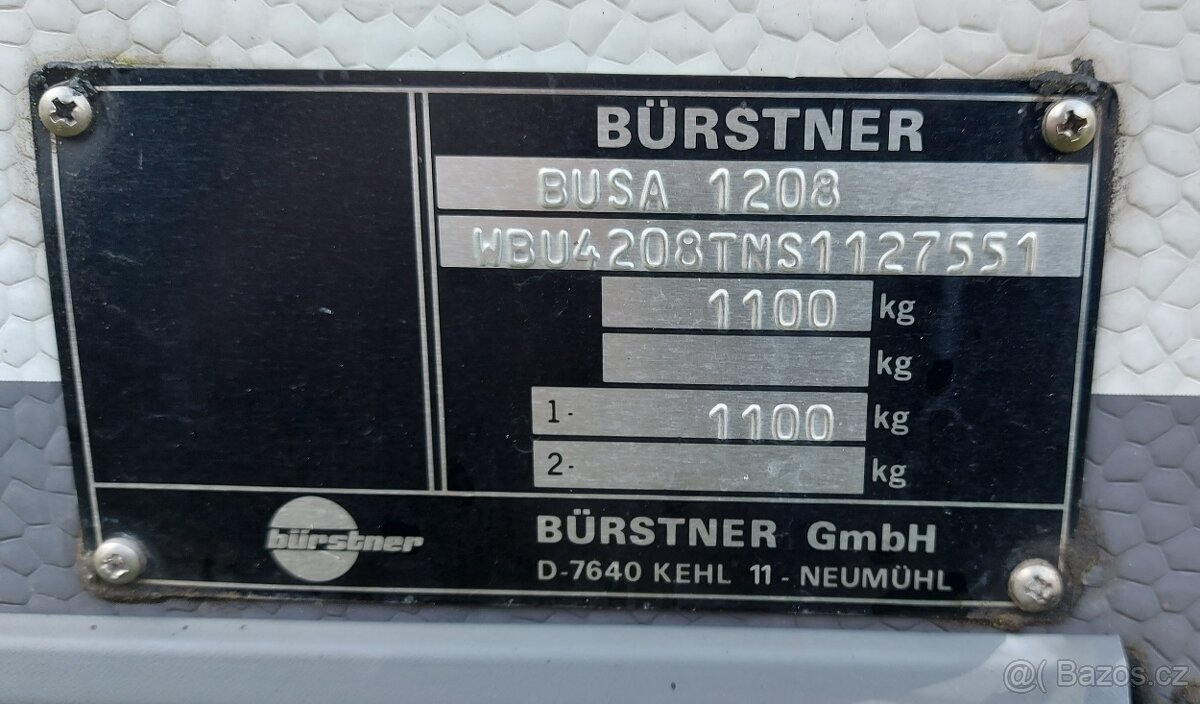 BÜRSTNER
BUSA 1208
WBU4208TNS1127551
1100 kg
kg
1- 1100 kg
2- kg
bürstner
BÜRSTNER GmbH
D-7640 KEHL 11 - NEUMÜHL
@( Bazos.cz